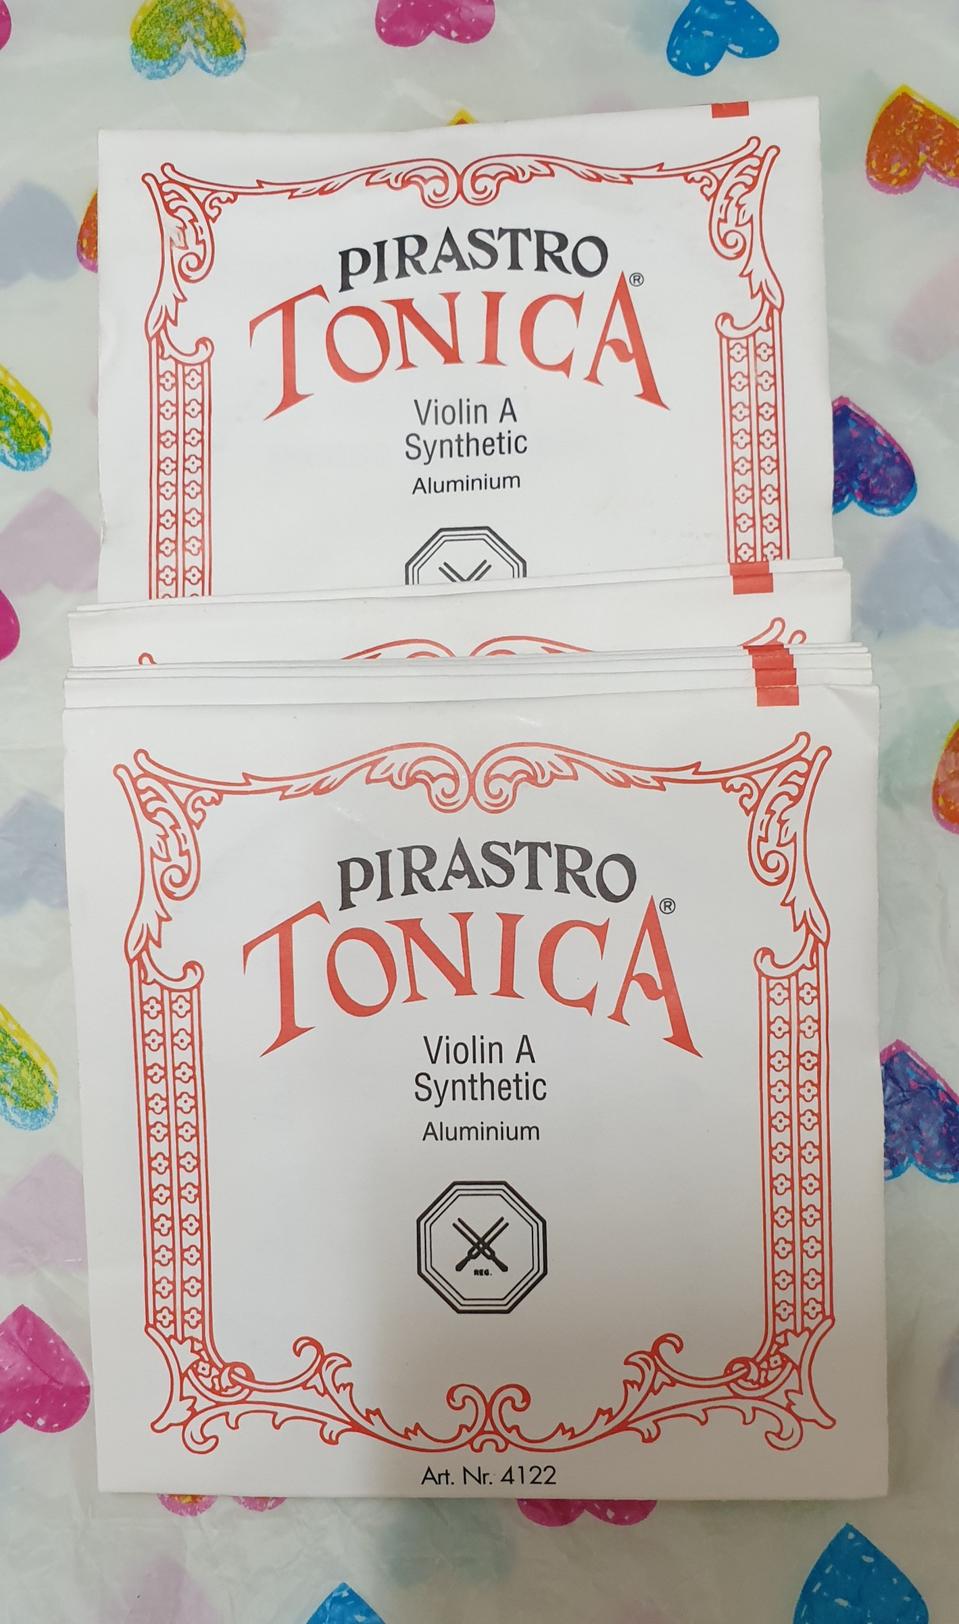 PIRASTRO
TONICA®
Violin A
Synthetic
Aluminium
PIRASTRO
TONICA®
Violin A
Synthetic
Aluminium
REG.
Art. Nr. 4122